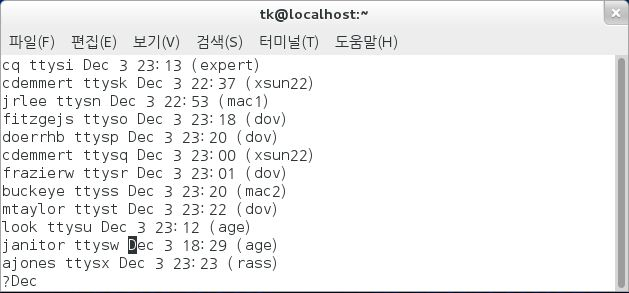 tk@localhost:~
파일(F) 편집(E) 보기(V) 검색(S) 터미널(T) 도움말(H)
cq ttysi Dec 3 23:13 (expert)
cdemmert ttysk Dec 3 22:37 (xsun22)
jrlee ttysn Dec 3 22:53 (mac1)
fitzgejs ttyso Dec 3 23:18 (dov)
doerrhb ttysp Dec 3 23:20 (dov)
cdemmert ttysq Dec 3 23:00 (xsun22)
frazierw ttysr Dec 3 23:01 (dov)
buckeye ttyss Dec 3 23:20 (mac2)
mtaylor ttyst Dec 3 23:22 (dov)
look ttysu Dec 3 23:12 (age)
janitor ttysw Dec 3 18:29 (age)
ajones ttysx Dec 3 23:23 (rass)
?Dec